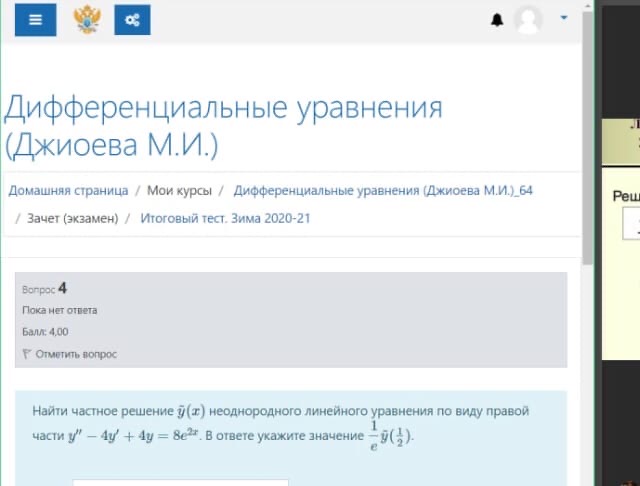 Дифференциальные уравнения
(Джиоева М.И.)
Домашняя страница / Мои курсы / Дифференциальные уравнения (Джиоева М.И.)_64
/ Зачет (экзамен) / Итоговый тест. Зима 2020-21
Реш
Вопрос 4
Пока нет ответа
Балл: 4,00
Отметить вопрос
Найти частное решение ỹ(x) неоднородного линейного уравнения по виду правой
части y″ − 4y′ + 4y = 8e^{2x}. В ответе укажите значение \frac{1}{e}ỹ(\frac{1}{2}).